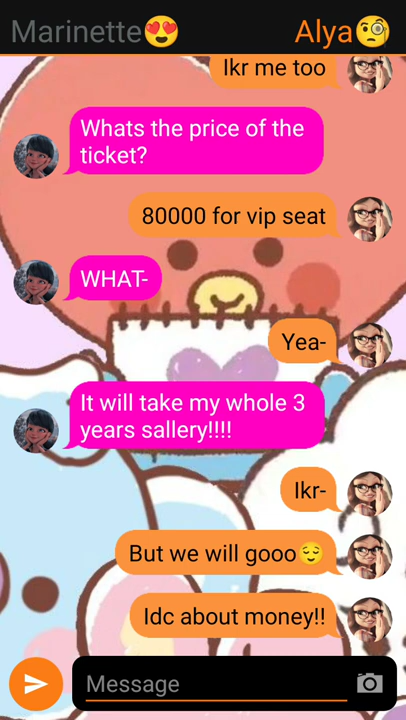 Marinette😍
Alya🧐
Ikr me too
Whats the price of the
ticket?
80000 for vip seat
WHAT-
Yea-
It will take my whole 3
years sallery!!!!
Ikr-
But we will gooo😌
Idc about money!!
Message